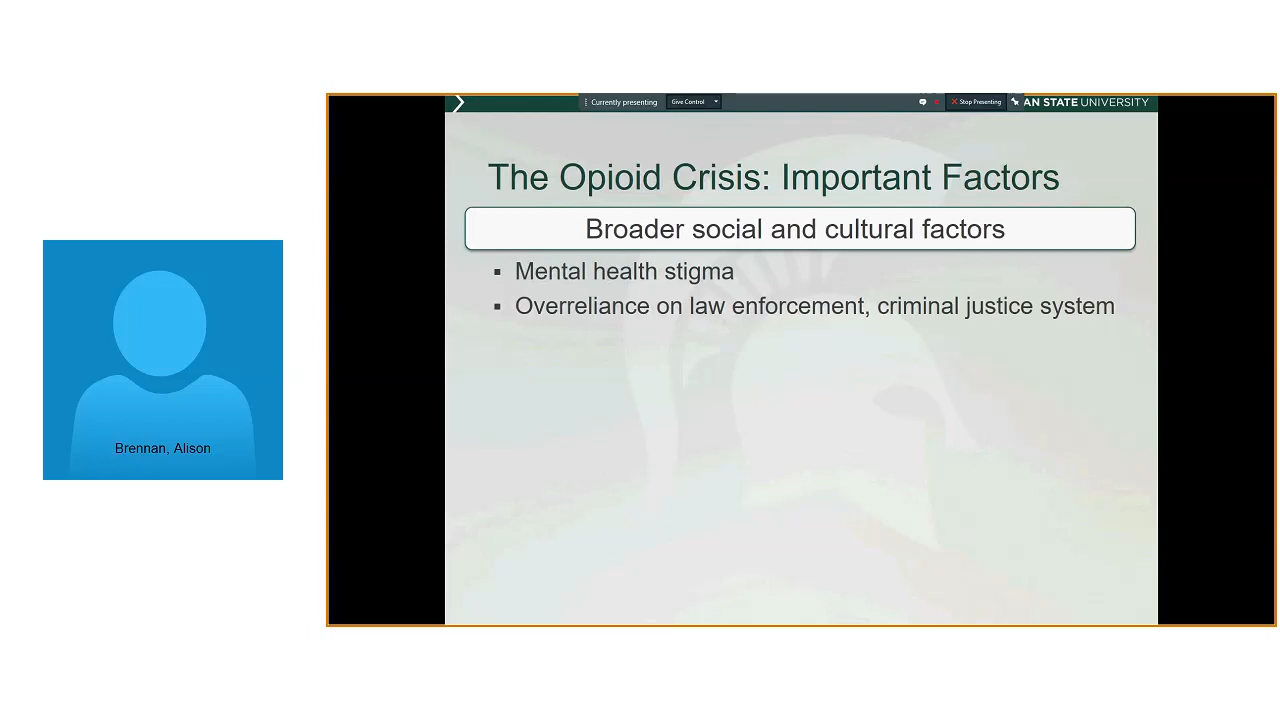 Currently presenting Give Control Stop Presenting AN STATE UNIVERSITY
The Opioid Crisis: Important Factors
Broader social and cultural factors
▪ Mental health stigma
▪ Overreliance on law enforcement, criminal justice system
Brennan, Alison